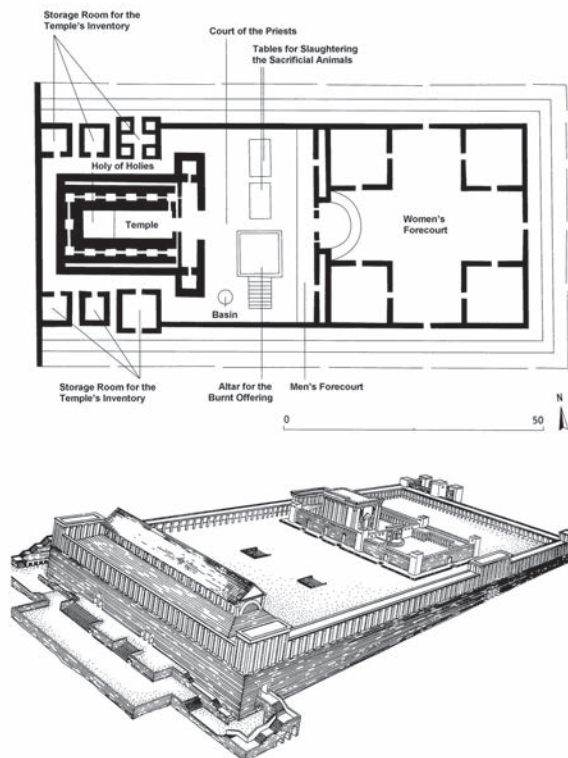 Storage Room for the
Temple's Inventory
Court of the Priests
Tables for Slaughtering
the Sacrificial Animals
Holy of Holies
Temple
Women's
Forecourt
Basin
Storage Room for the
Temple's Inventory
Altar for the
Burnt Offering
Men's Forecourt
0
50
N